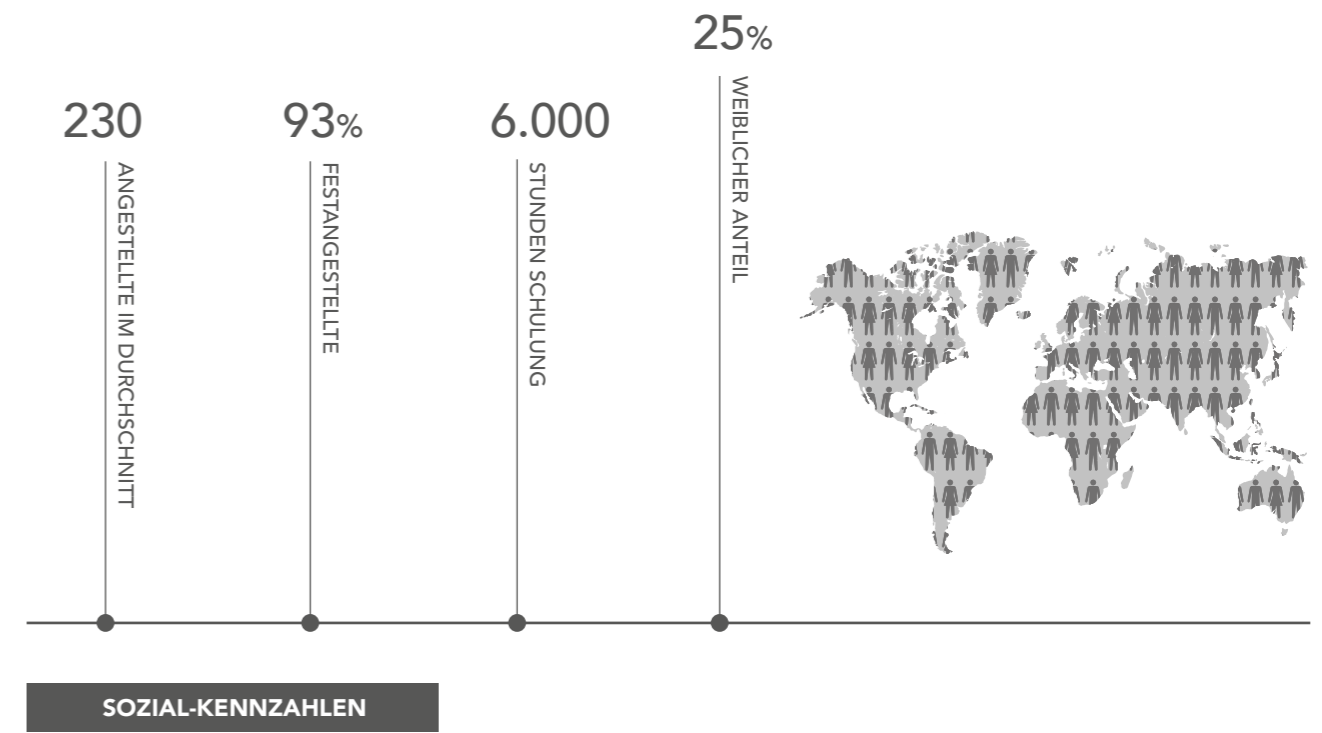 230
ANGESTELLTE IM DURCHSCHNITT
93%
FESTANGESTELLTE
6.000
STUNDEN SCHULUNG
25%
WEIBLICHER ANTEIL
SOZIAL-KENNZAHLEN